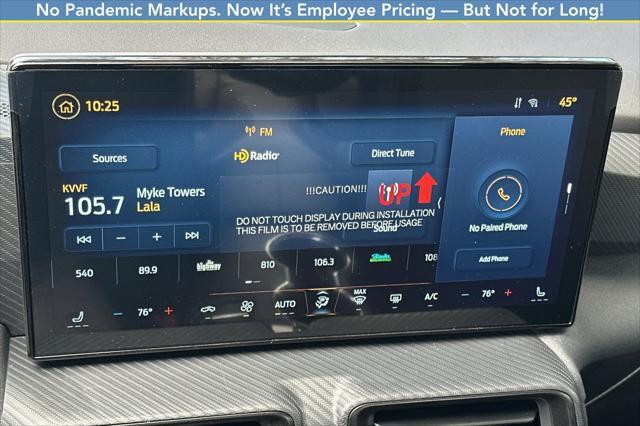 No Pandemic Markups. Now It's Employee Pricing — But Not for Long!
10:25
45°
FM
Phone
Sources
HD Radio
Direct Tune
KVVF
105.7
Myke Towers
Lala
!!!CAUTION!!!
UP
DO NOT TOUCH DISPLAY DURING INSTALLATION
THIS FILM IS TO BE REMOVED BEFORE USAGE
Sound
No Paired Phone
Add Phone
540
89.9
highway
810
106.3
108
− 76° +
AUTO
MAX
A/C
− 76° +